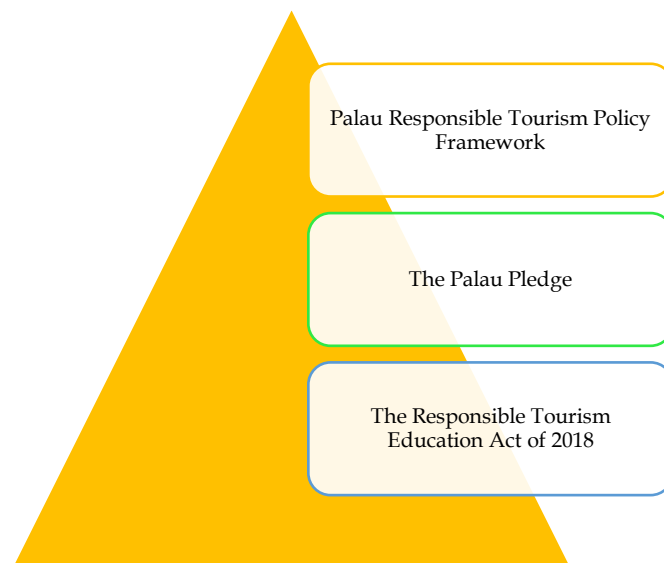 Palau Responsible Tourism Policy
Framework
The Palau Pledge
The Responsible Tourism
Education Act of 2018